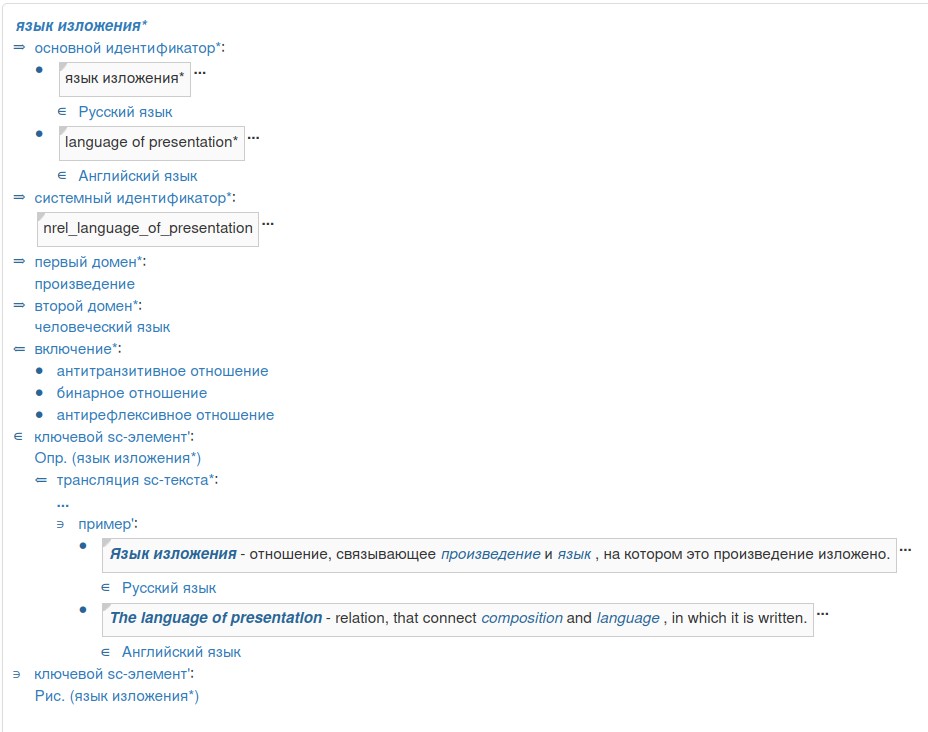 язык изложения*
⇒ основной идентификатор*:
• язык изложения* ...
∈ Русский язык
• language of presentation* ...
∈ Английский язык
⇒ системный идентификатор*:
nrel_language_of_presentation ...
⇒ первый домен*:
произведение
⇒ второй домен*:
человеческий язык
⇐ включение*:
• антитранзитивное отношение
• бинарное отношение
• антирефлексивное отношение
∈ ключевой sc-элемент':
Опр. (язык изложения*)
⇐ трансляция sc-текста*:
...
∋ пример':
• Язык изложения - отношение, связывающее произведение и язык , на котором это произведение изложено. ...
∈ Русский язык
• The language of presentation - relation, that connect composition and language , in which it is written. ...
∈ Английский язык
∋ ключевой sc-элемент':
Рис. (язык изложения*)